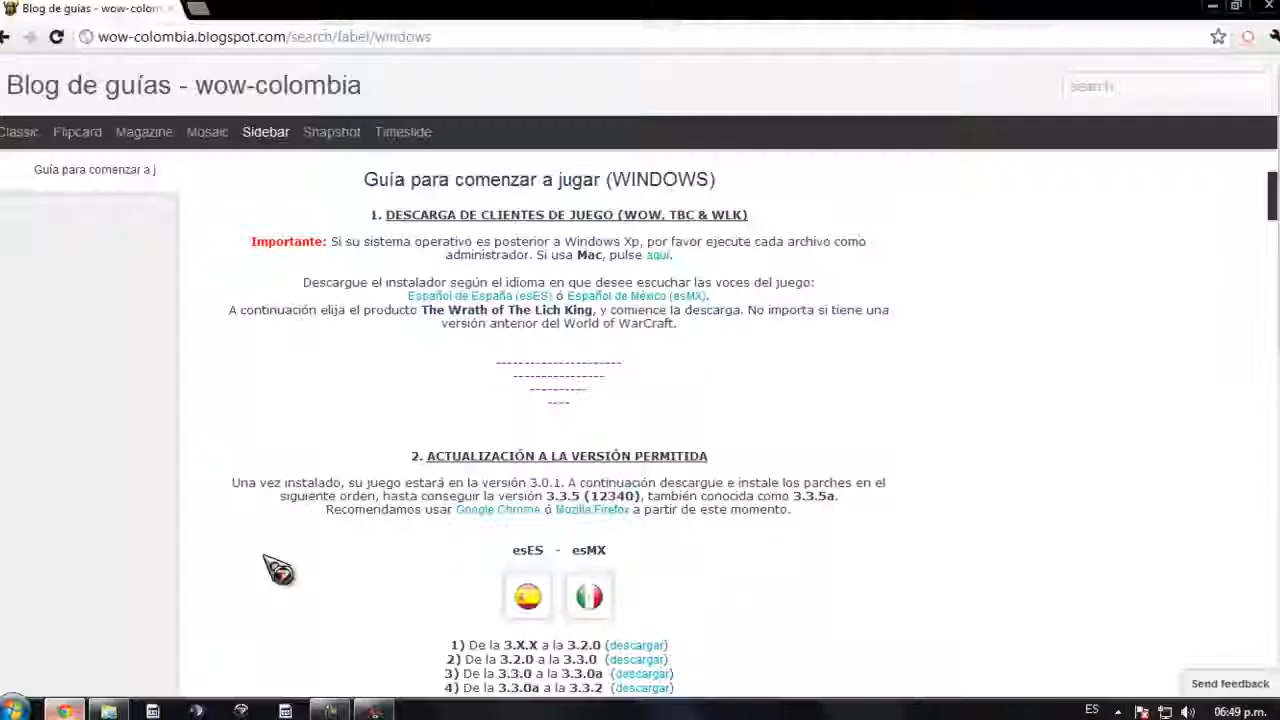 Blog de guías - wow-colom
wow-colombia.blogspot.com/search/label/windows
Blog de guías - wow-colombia
search
Classic Flipcard Magazine Mosaic Sidebar Snapshot Timeslide
Guía para comenzar a j
Guía para comenzar a jugar (WINDOWS)
1. DESCARGA DE CLIENTES DE JUEGO (WOW, TBC & WLK)
Importante: Si su sistema operativo es posterior a Windows Xp, por favor ejecute cada archivo como
administrador. Si usa Mac, pulse aquí.
Descargue el instalador según el idioma en que desee escuchar las voces del juego:
Español de España (esES) ó Español de México (esMX).
A continuación elija el producto The Wrath of The Lich King, y comience la descarga. No importa si tiene una
versión anterior del World of WarCraft.
----------------------
----------------
----------
----
2. ACTUALIZACIÓN A LA VERSIÓN PERMITIDA
Una vez instalado, su juego estará en la versión 3.0.1. A continuación descargue e instale los parches en el
siguiente orden, hasta conseguir la versión 3.3.5 (12340), también conocida como 3.3.5a.
Recomendamos usar Google Chrome ó Mozilla Firefox a partir de este momento.
esES - esMX
1) De la 3.X.X a la 3.2.0 (descargar)
2) De la 3.2.0 a la 3.3.0 (descargar)
3) De la 3.3.0 a la 3.3.0a (descargar)
4) De la 3.3.0a a la 3.3.2 (descargar)
Send feedback
ES 06:49 p.m.